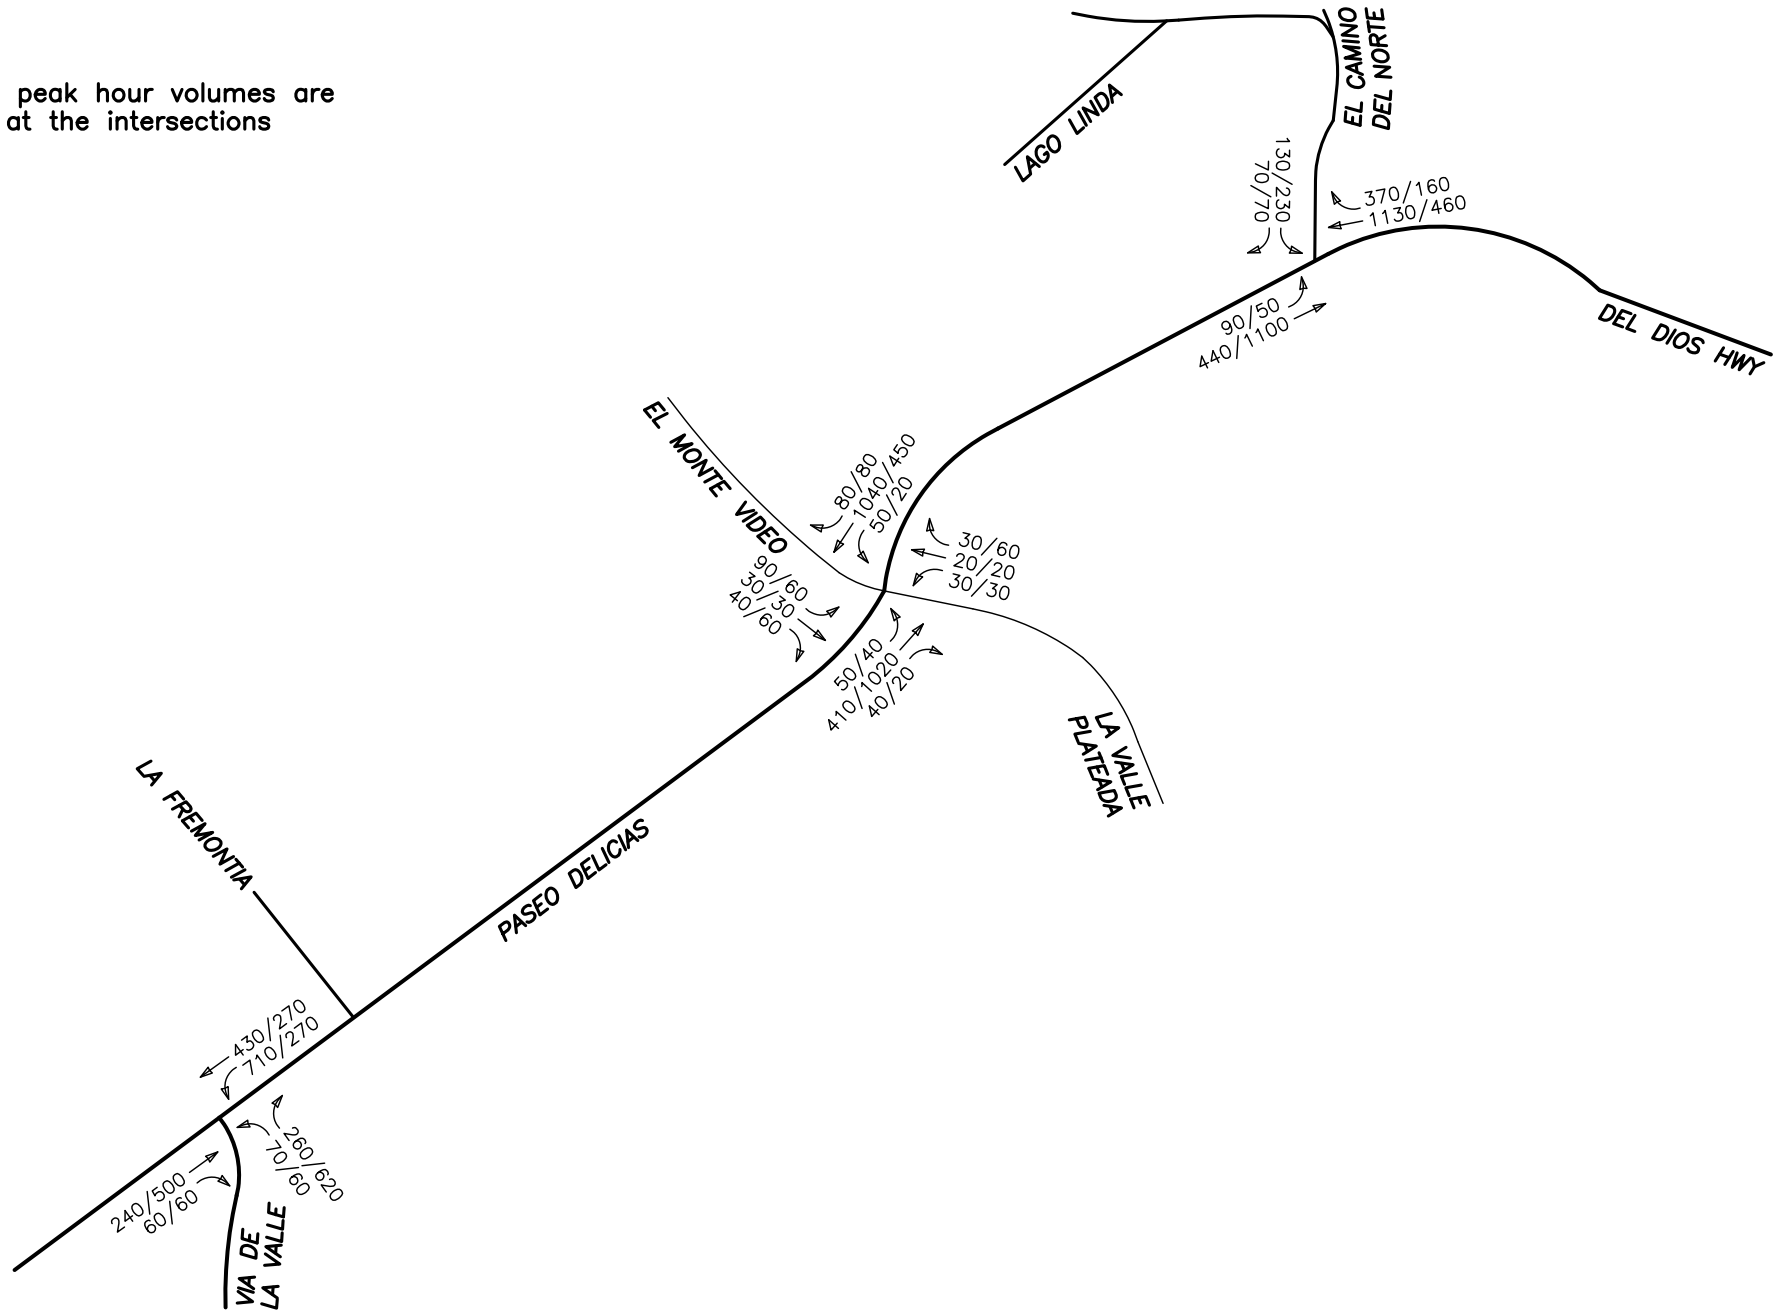 peak hour volumes are
at the intersections
EL CAMINO
DEL NORTE
LAGO LINDA
130/230
70/70
370/160
1130/460
90/50
440/1100
DEL DIOS HWY
EL MONTE VIDEO
80/80
1040/450
50/20
30/60
20/20
30/30
90/60
30/30
40/60
50/40
410/1020
40/20
LA VALLE
PLATEADA
LA FREMONTIA
PASEO DELICIAS
430/270
710/270
260/620
70/60
240/500
60/60
VIA DE
LA VALLE